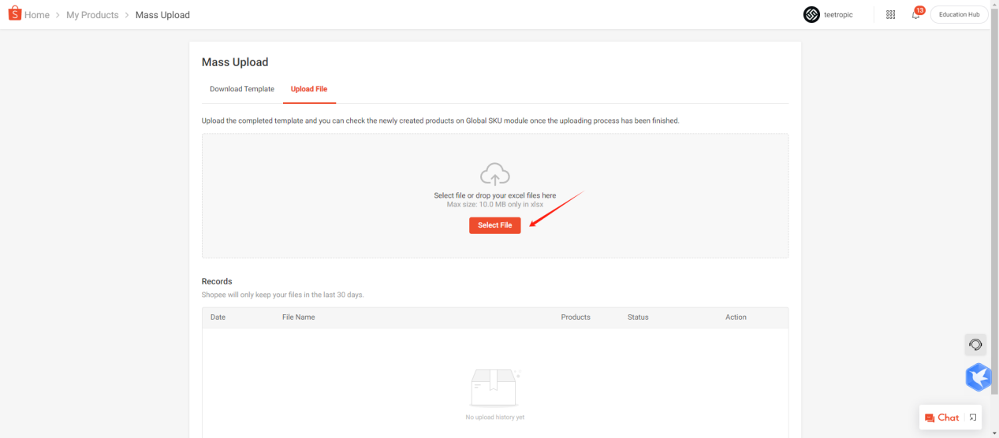 Home > My Products > Mass Upload
teetropic
13
Education Hub
Mass Upload
Download Template
Upload File
Upload the completed template and you can check the newly created products on Global SKU module once the uploading process has been finished.
Select file or drop your excel files here
Max size: 10.0 MB only in xlsx
Select File
Records
Shopee will only keep your files in the last 30 days.
Date File Name Products Status Action
No upload history yet
Chat